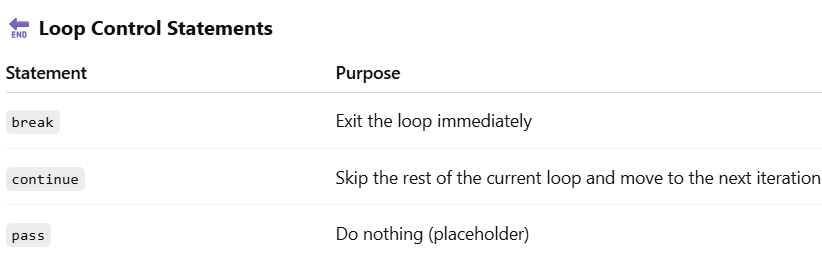 🔚 Loop Control Statements
Statement Purpose
break Exit the loop immediately
continue Skip the rest of the current loop and move to the next iteration
pass Do nothing (placeholder)